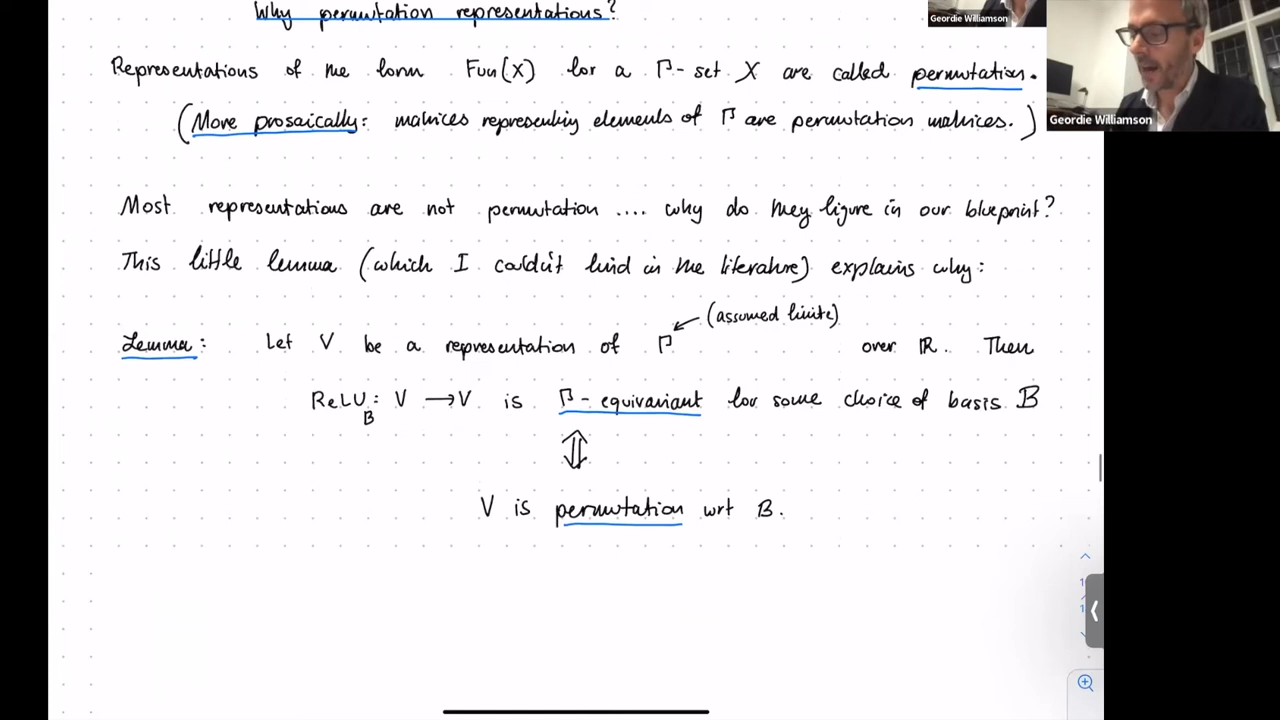 Why permutation representations?
Geordie Williamson
Representations of the form Fun(X) for a Γ-set X are called permutation.
(More prosaically: matrices representing elements of Γ are permutation matrices.)
Geordie Williamson
Most representations are not permutation .... why do they figure in our blueprint?
This little lemma (which I couldn't find in the literature) explains why:
(assumed finite)
Lemma: Let V be a representation of Γ over ℝ. Then
ReLU_B: V → V is Γ-equivariant for some choice of basis B
⇕
V is permutation wrt B.